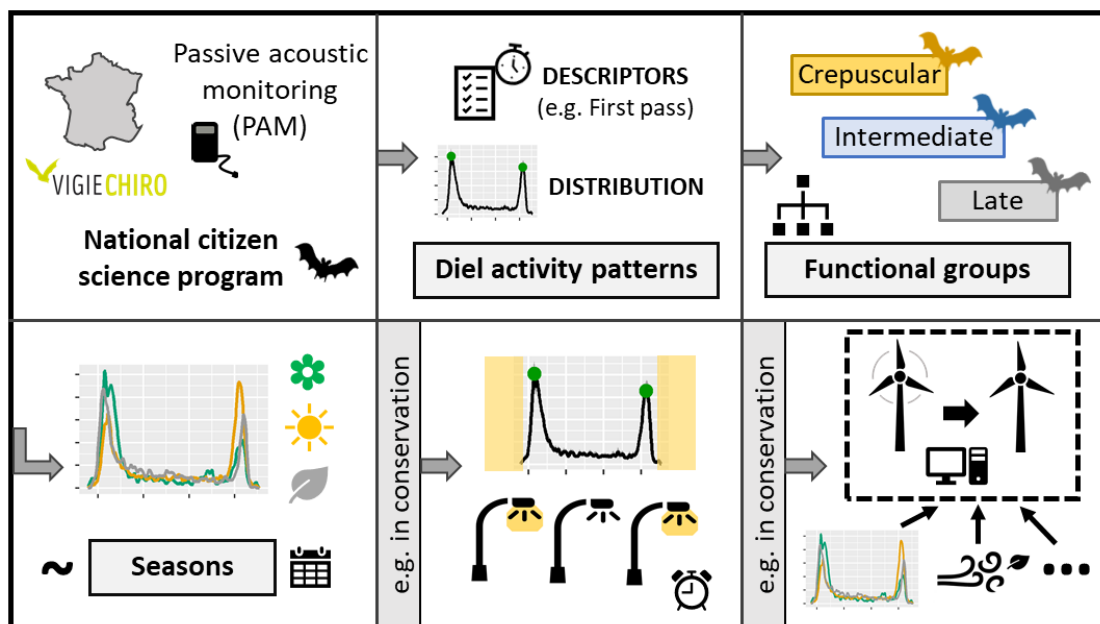 Passive acoustic
monitoring
(PAM)
VIGIECHIRO
National citizen
science program
DESCRIPTORS
(e.g. First pass)
DISTRIBUTION
Diel activity patterns
Crepuscular
Intermediate
Late
Functional groups
~ Seasons
e.g. in conservation
e.g. in conservation